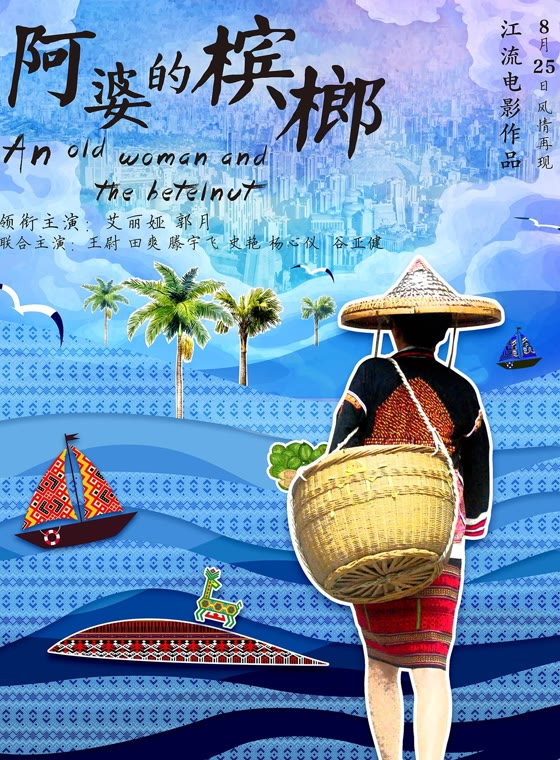 阿婆的槟榔
An old woman and
the betelnut
领衔主演：艾丽娅 郭月
联合主演：王尉 田爽 滕宇飞 史艳 杨心仪 谷亚健
8月25日风情再现
江流电影作品